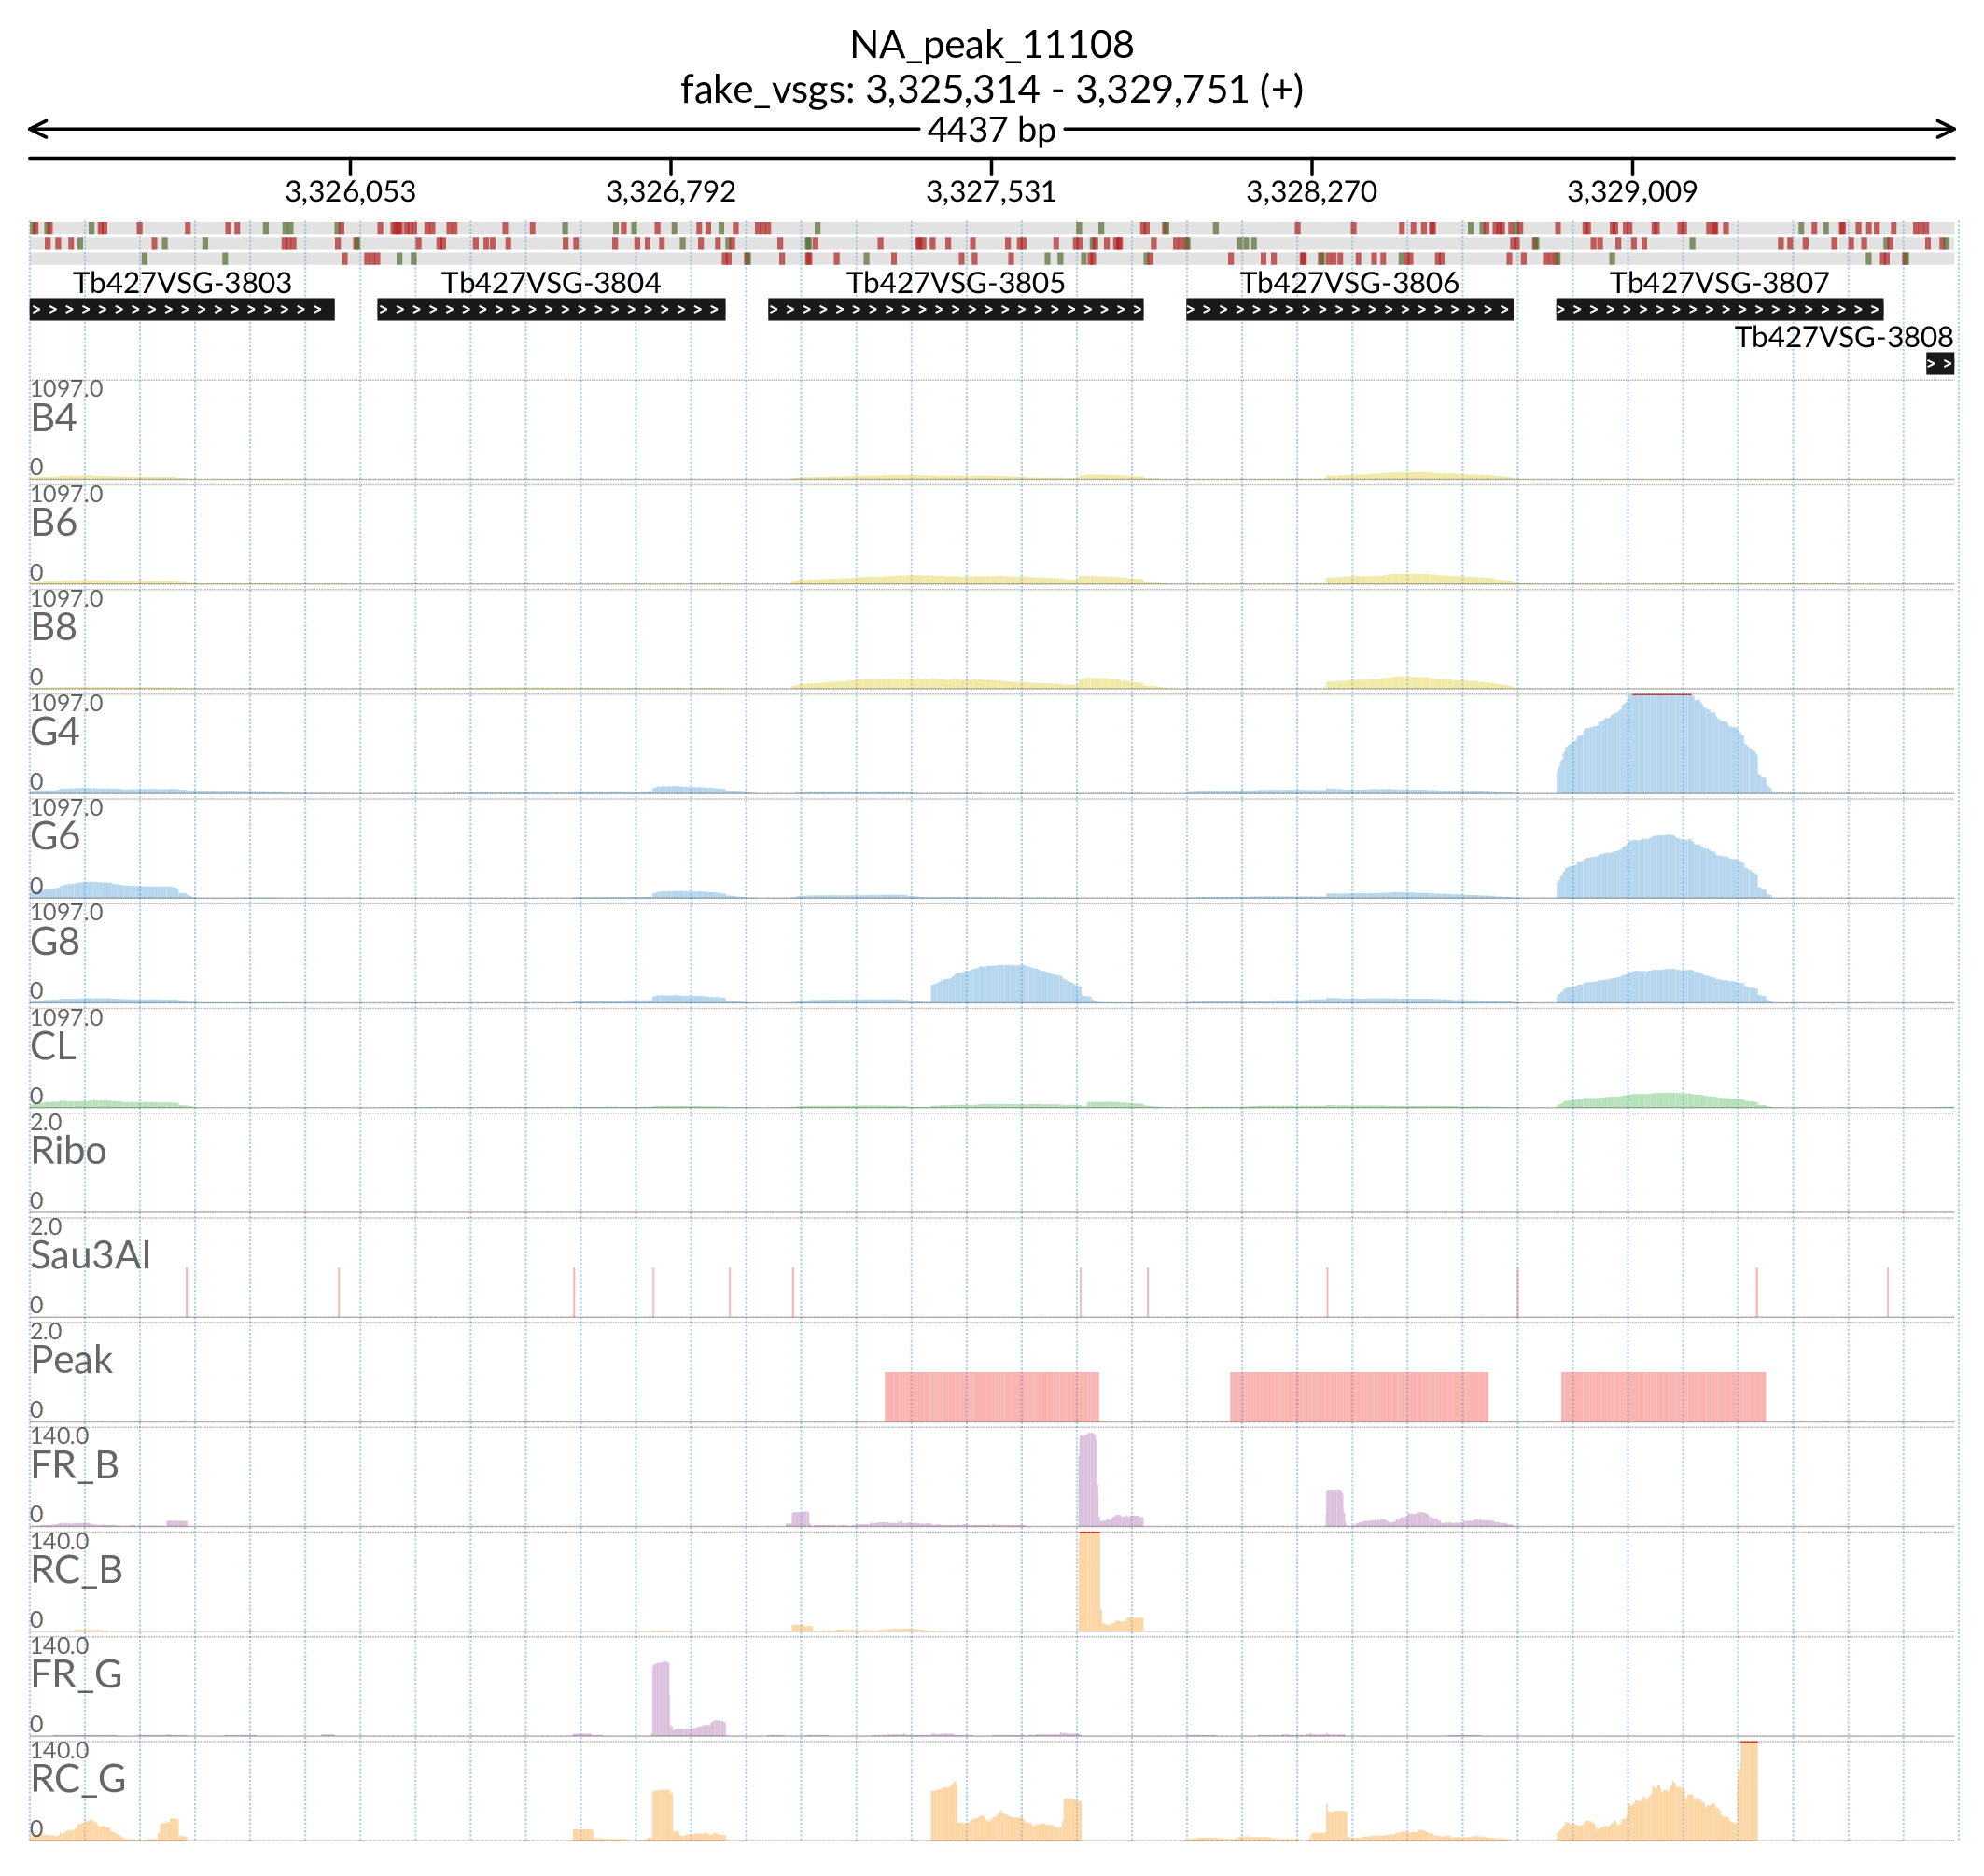 NA_peak_11108
fake_vsgs: 3,325,314 - 3,329,751 (+)
4437 bp
3,326,053 3,326,792 3,327,531 3,328,270 3,329,009
Tb427VSG-3803 Tb427VSG-3804 Tb427VSG-3805 Tb427VSG-3806 Tb427VSG-3807
Tb427VSG-3808
1097.0
B4
0
1097.0
B6
0
1097.0
B8
0
1097.0
G4
0
1097.0
G6
0
1097.0
G8
0
1097.0
CL
0
2.0
Ribo
0
2.0
Sau3AI
0
2.0
Peak
0
140.0
FR_B
0
140.0
RC_B
0
140.0
FR_G
0
140.0
RC_G
0